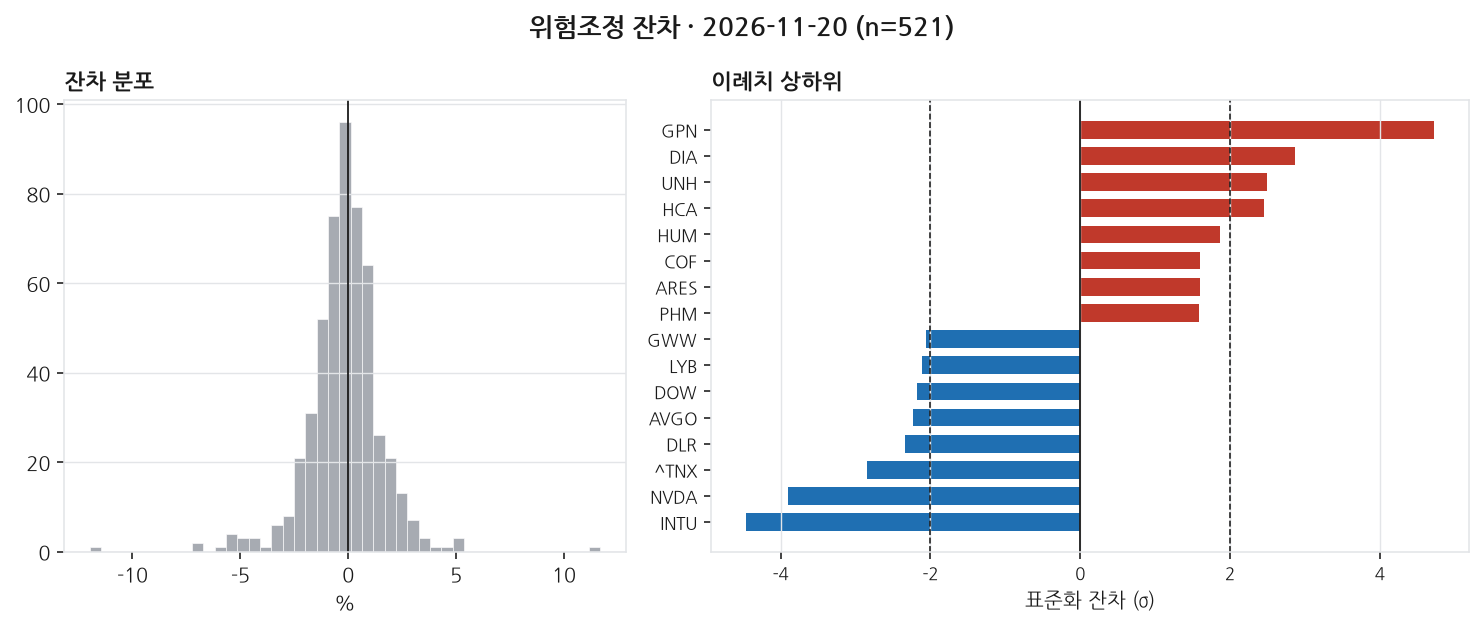 위험조정 잔차 · 2026-11-20 (n=521)
잔차 분포
100
80
60
40
20
0
-10 -5 0 5 10
%
이례치 상하위
GPN
DIA
UNH
HCA
HUM
COF
ARES
PHM
GWW
LYB
DOW
AVGO
DLR
^TNX
NVDA
INTU
-4 -2 0 2 4
표준화 잔차 (σ)